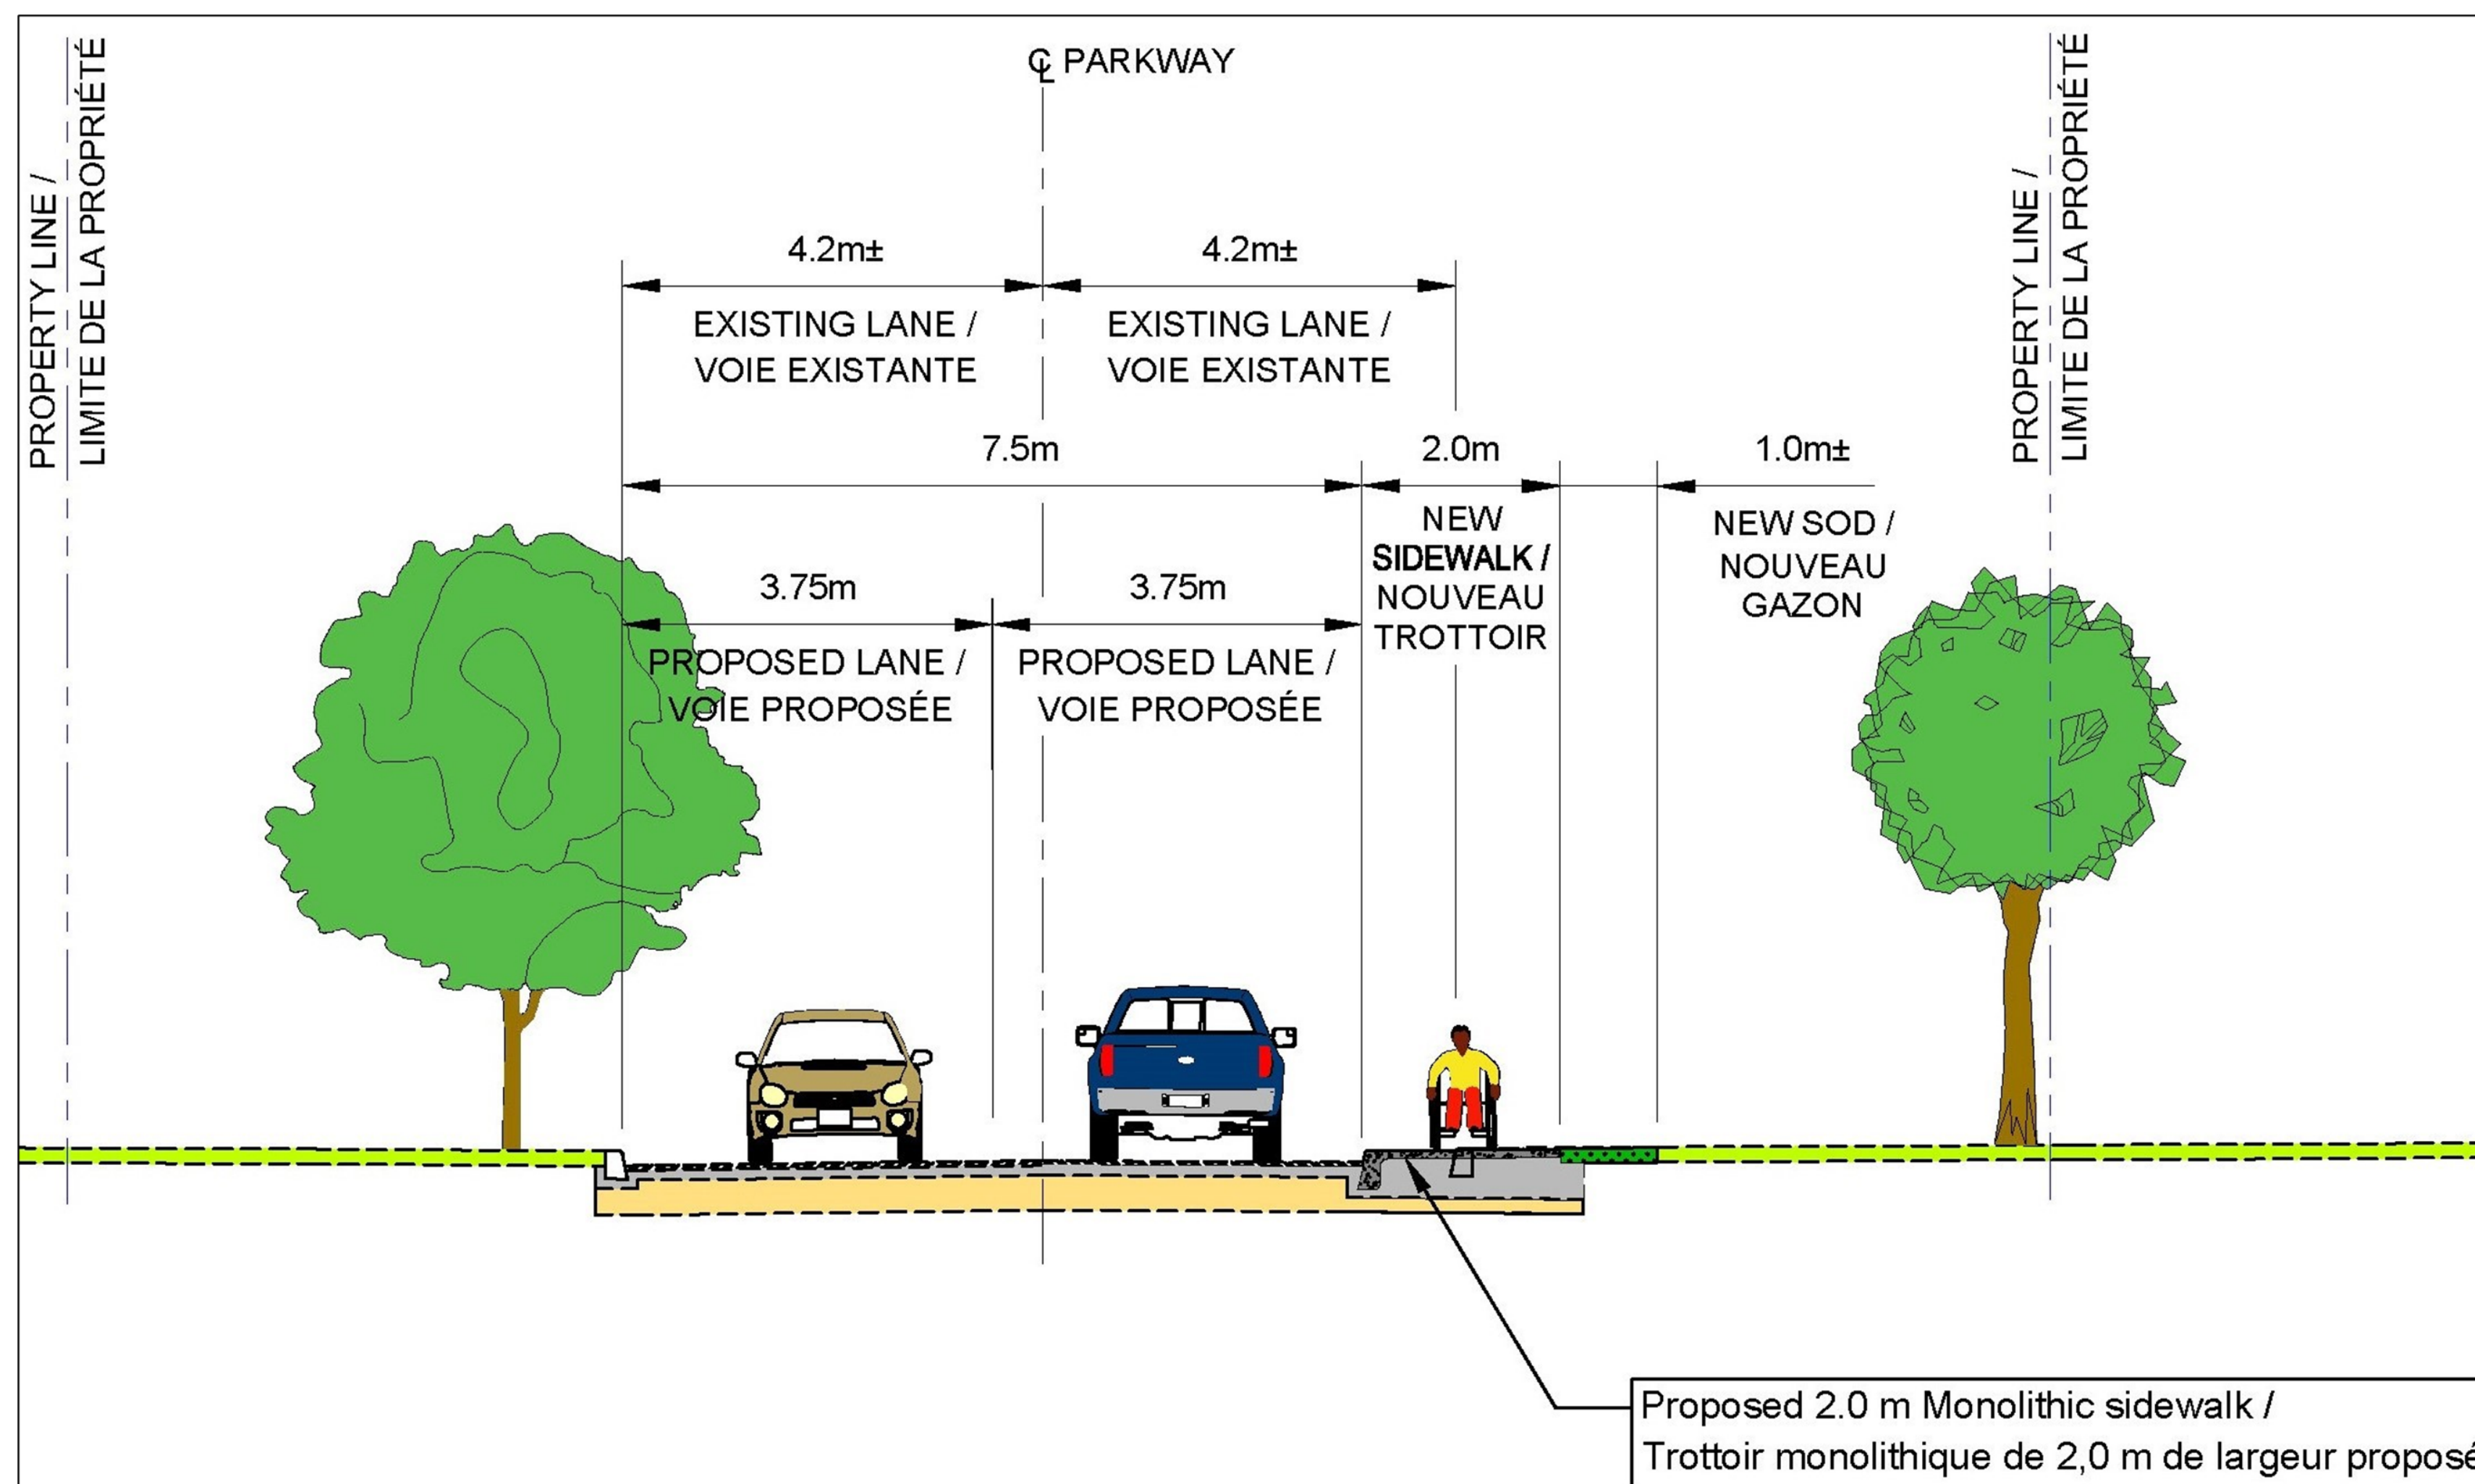 ℄ PARKWAY
PROPERTY LINE /
LIMITE DE LA PROPRIÉTÉ
PROPERTY LINE /
LIMITE DE LA PROPRIÉTÉ
4.2m±
EXISTING LANE /
VOIE EXISTANTE
4.2m±
EXISTING LANE /
VOIE EXISTANTE
7.5m
2.0m
NEW
SIDEWALK /
NOUVEAU
TROTTOIR
1.0m±
NEW SOD /
NOUVEAU
GAZON
3.75m
PROPOSED LANE /
VOIE PROPOSÉE
3.75m
PROPOSED LANE /
VOIE PROPOSÉE
Proposed 2.0 m Monolithic sidewalk /
Trottoir monolithique de 2,0 m de largeur proposé